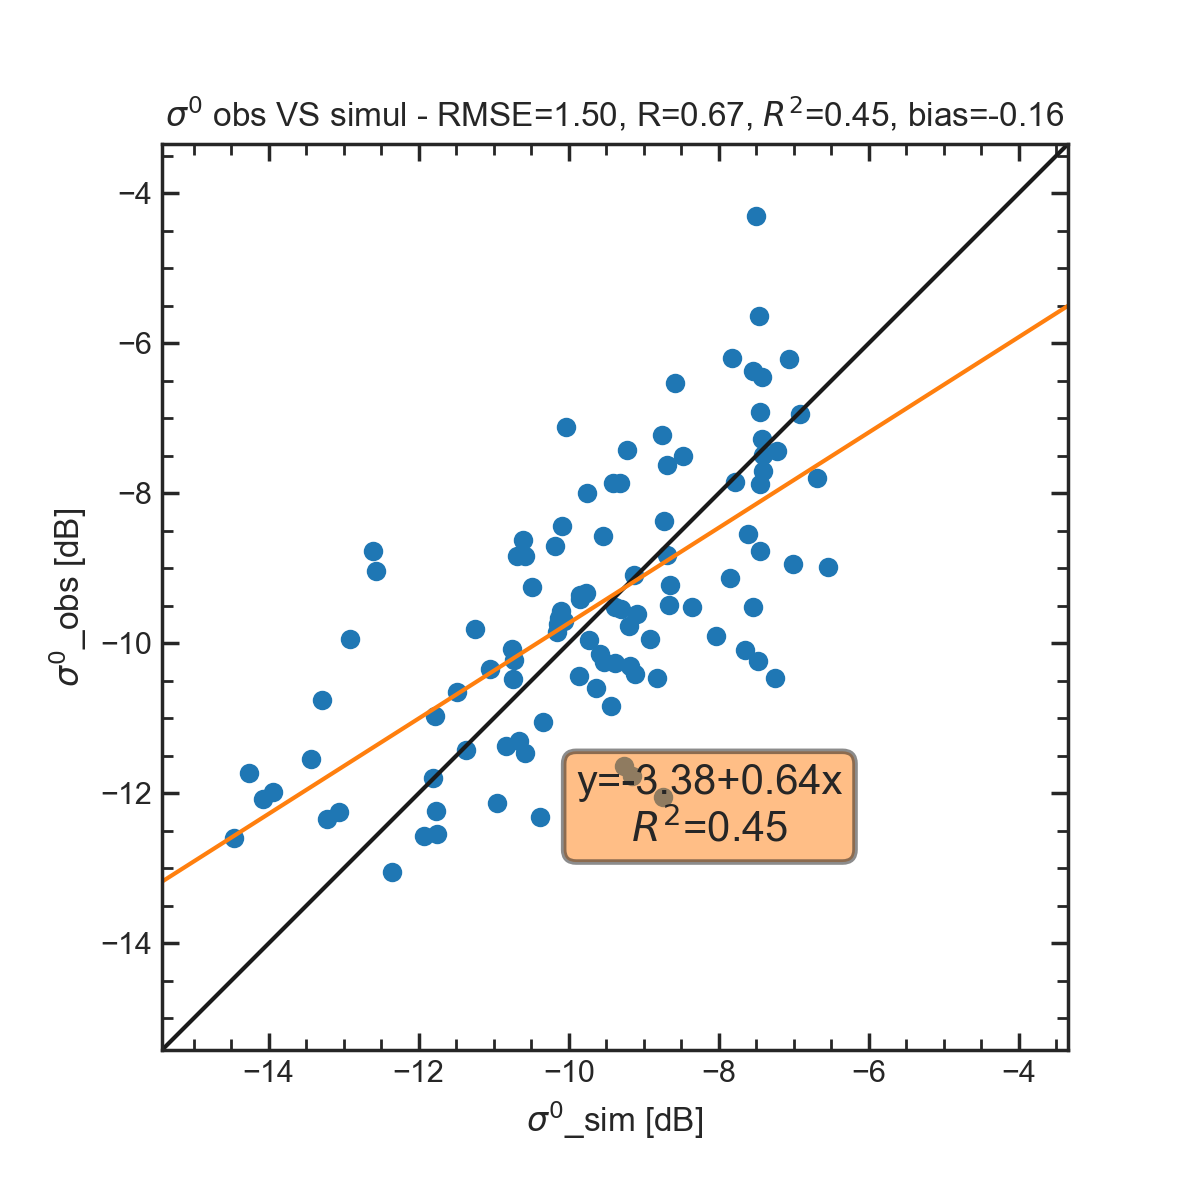 σ⁰ obs VS simul - RMSE=1.50, R=0.67, R²=0.45, bias=-0.16
−4
−6
−8
−10
−12
−14
σ⁰_obs [dB]
y=-3.38+0.64x
R²=0.45
−14 −12 −10 −8 −6 −4
σ⁰_sim [dB]